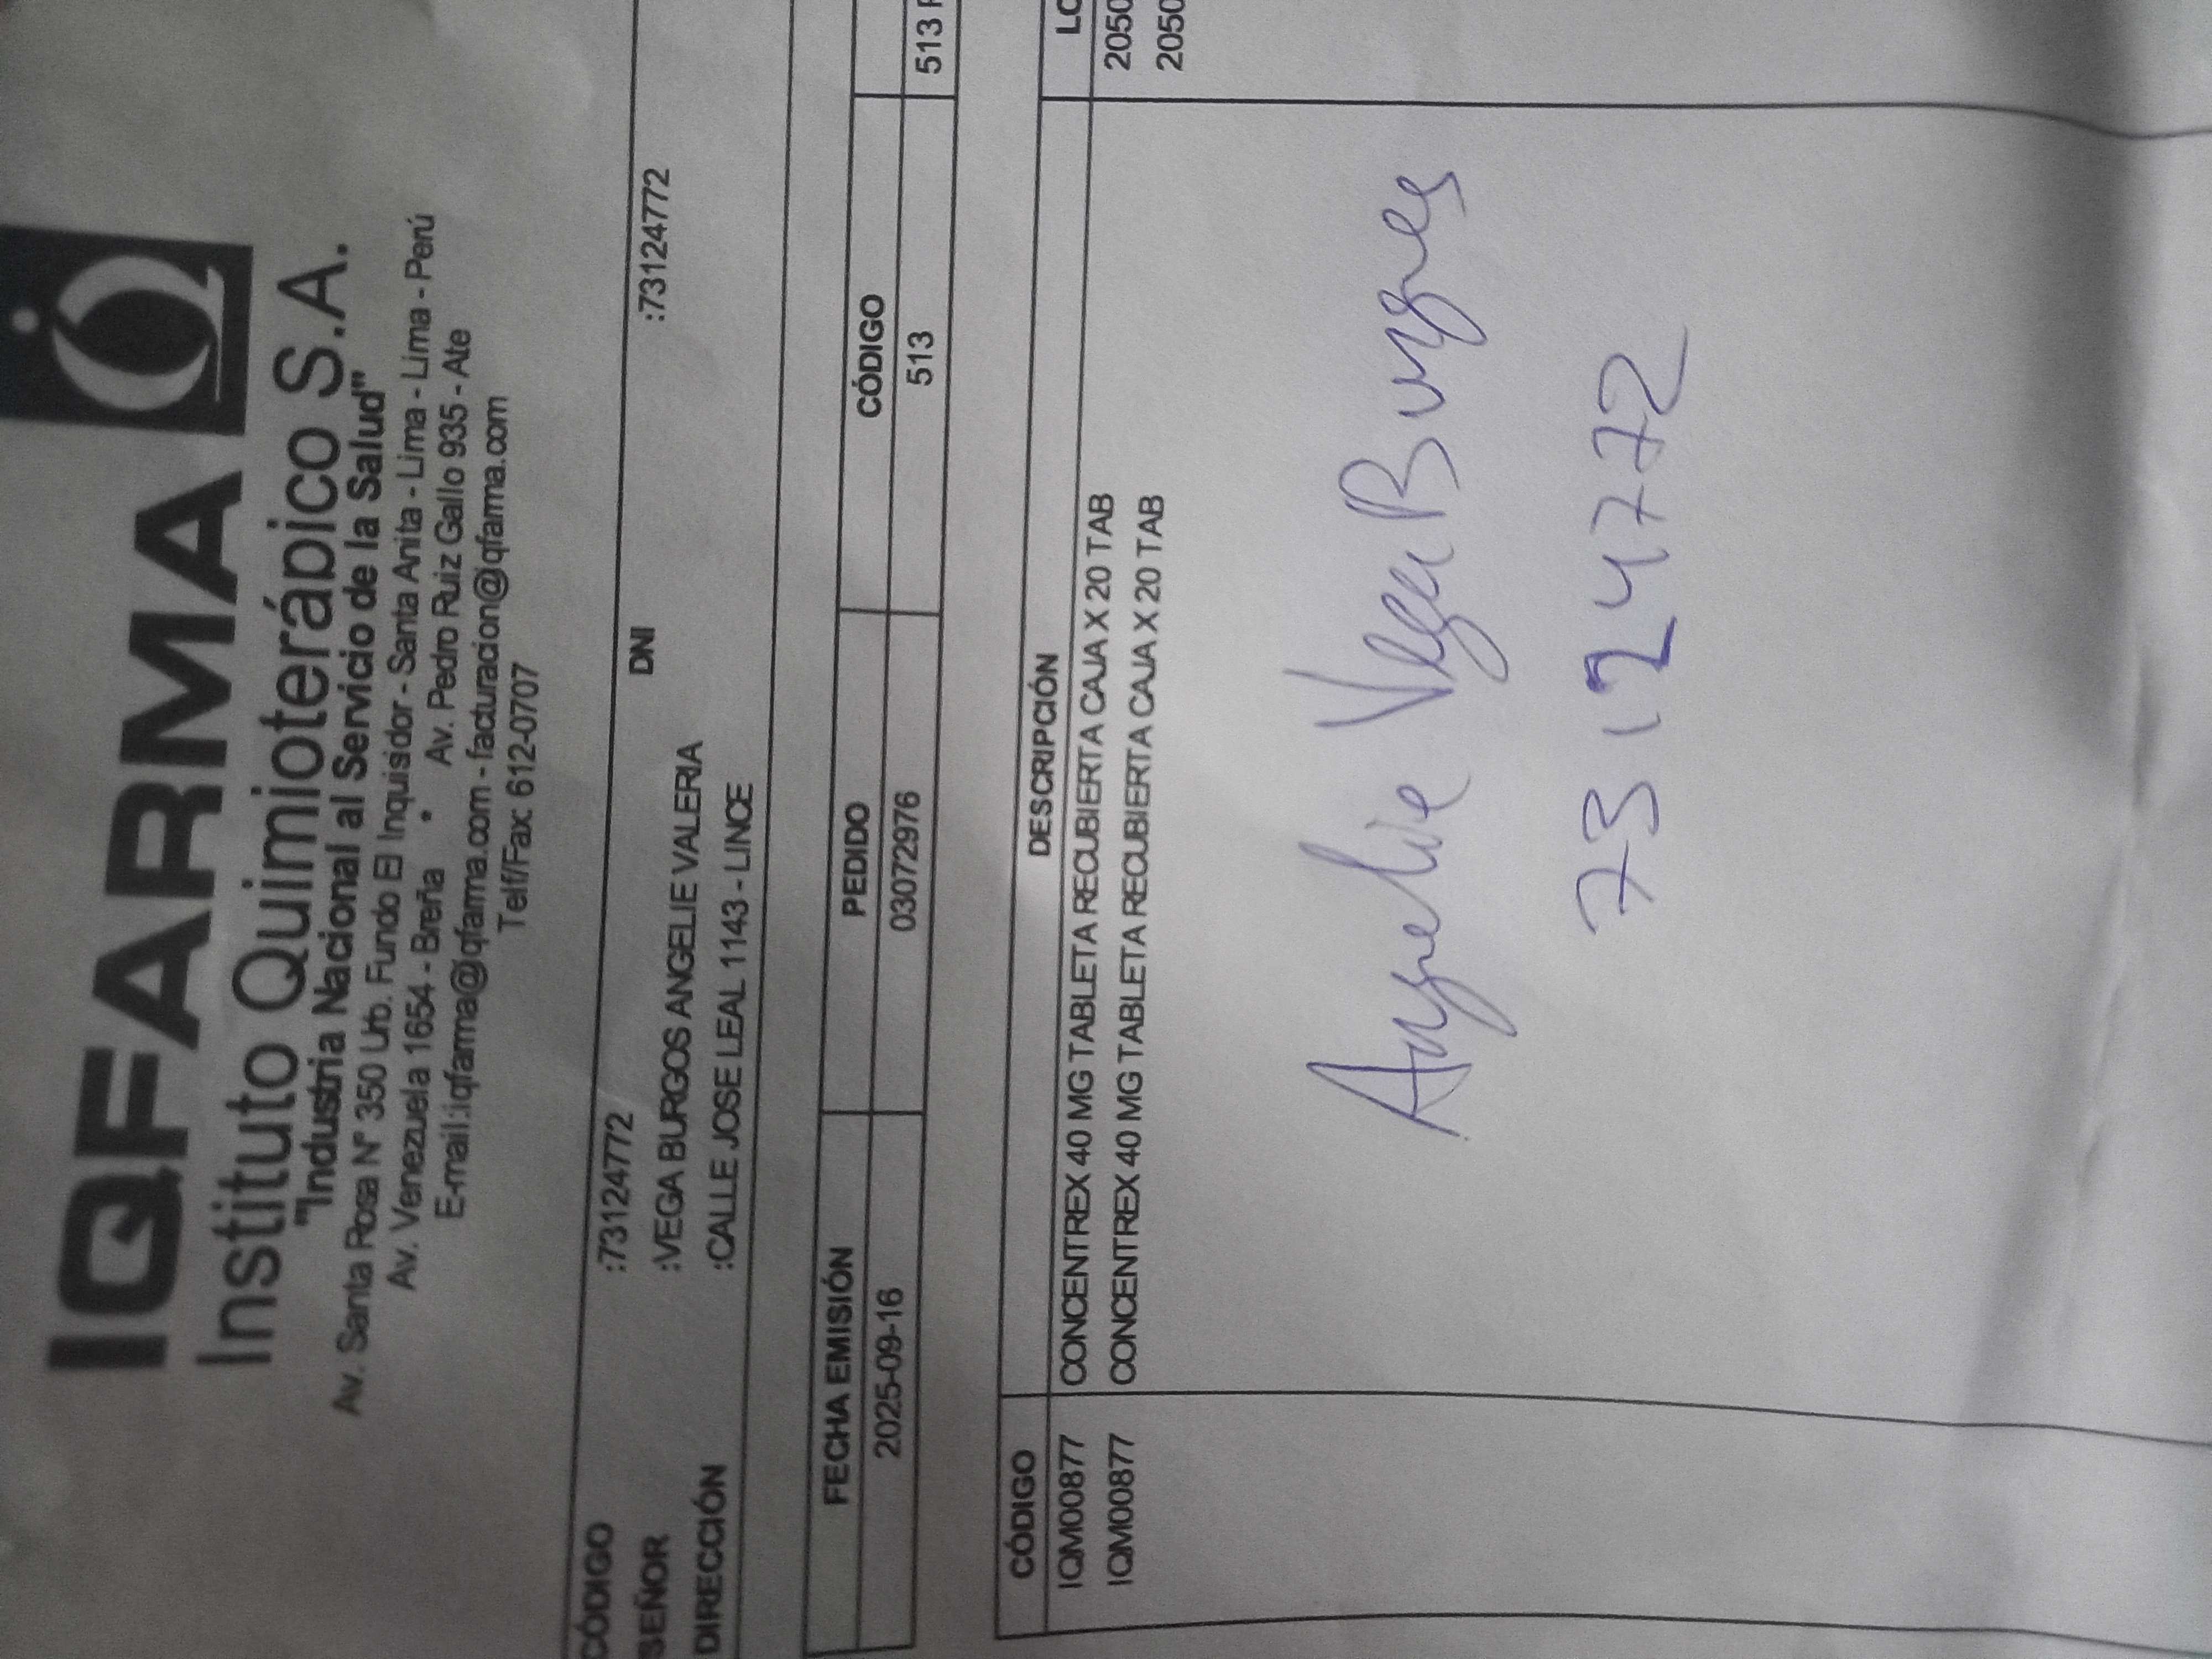 IQFARMA
Instituto Quimioterápico S.A.
"Industria Nacional al Servicio de la Salud"
Av. Santa Rosa Nº 350 Urb. Fundo El Inquisidor - Santa Anita - Lima - Lima - Perú
Av. Venezuela 1654 - Breña • Av. Pedro Ruiz Gallo 935 - Ate
E-mail:iqfarma@iqfarma.com - facturacion@iqfarma.com
Telf/Fax: 612-0707
CÓDIGO :73124772 DNI :73124772
SEÑOR :VEGA BURGOS ANGELIE VALERIA
DIRECCIÓN :CALLE JOSE LEAL 1143 - LINCE
FECHA EMISIÓN PEDIDO CÓDIGO
2025-09-16 03072976 513 513
CÓDIGO DESCRIPCIÓN LO
IQM00877 CONCENTREX 40 MG TABLETA RECUBIERTA CAJA X 20 TAB 2050
IQM00877 CONCENTREX 40 MG TABLETA RECUBIERTA CAJA X 20 TAB 2050
Angelie Vega Burgos
73124772